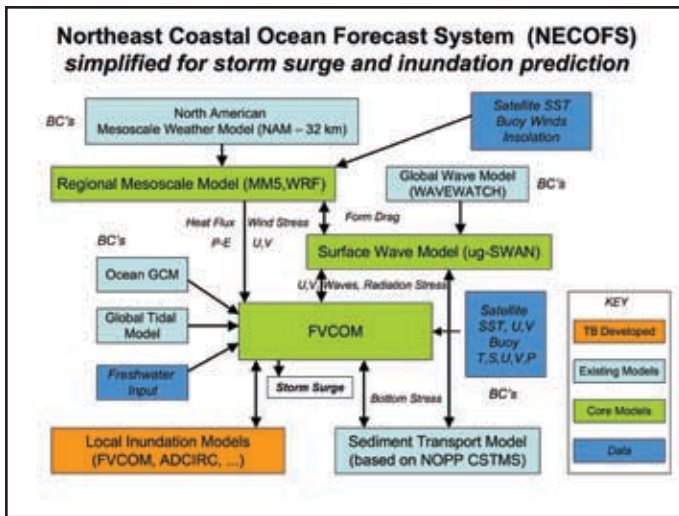 Northeast Coastal Ocean Forecast System (NECOFS)
simplified for storm surge and inundation prediction
BC's
North American
Mesoscale Weather Model (NAM – 32 km)
Satellite SST
Buoy Winds
Insolation
Regional Mesoscale Model (MM5,WRF)
Global Wave Model
(WAVEWATCH)
BC's
Heat Flux
Wind Stress
P-E
U,V
Form Drag
BC's
Surface Wave Model (ug-SWAN)
Ocean GCM
U,V, Waves, Radiation Stress
Global Tidal
Model
FVCOM
Satellite
SST, U,V
Buoy
T,S,U,V,P
Freshwater
Input
Storm Surge
Bottom Stress
BC's
Local Inundation Models
(FVCOM, ADCIRC, ...)
Sediment Transport Model
(based on NOPP CSTMS)
KEY
TB Developed
Existing Models
Core Models
Data